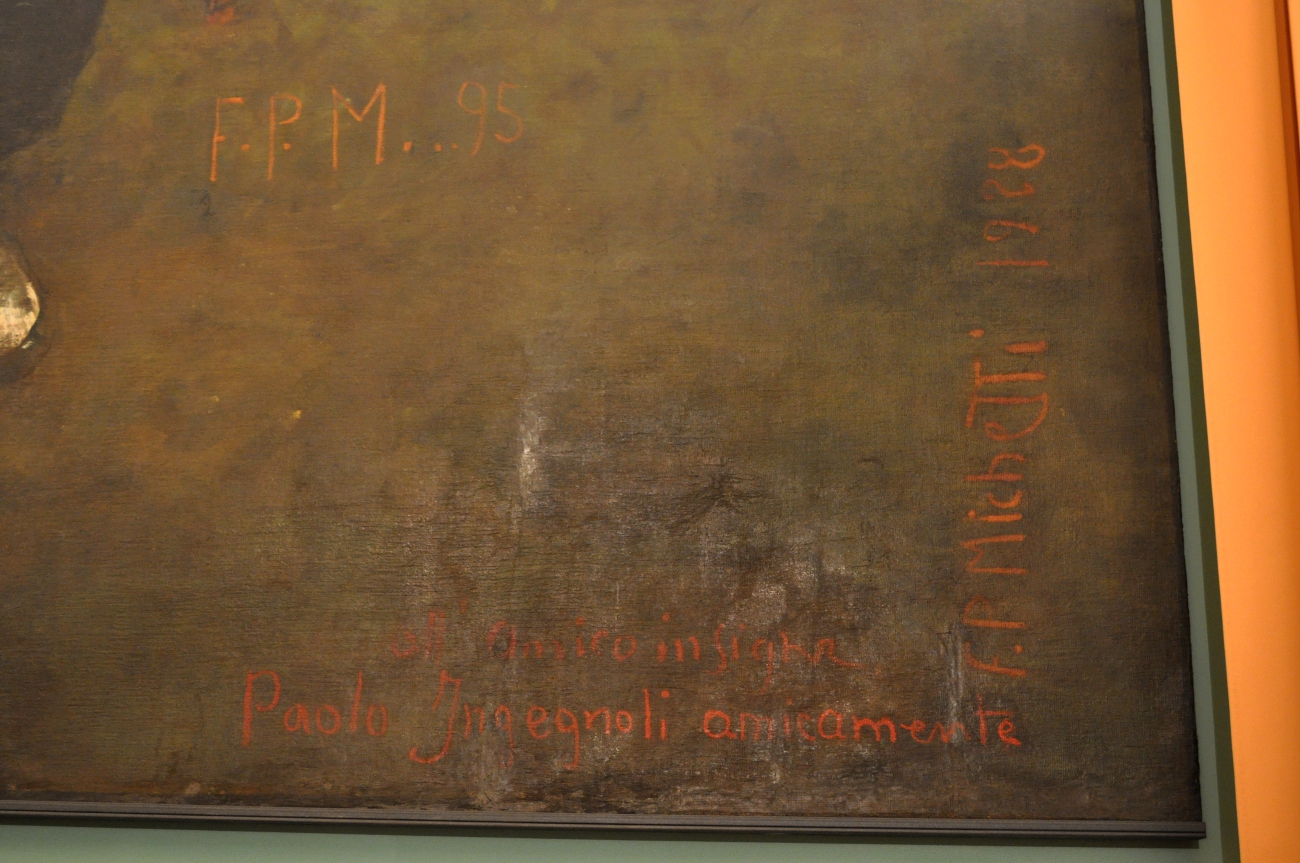 F.P.M...95
F.P MicheTTi 1928
all' amico insigne
Paolo Ingegnoli amicamente